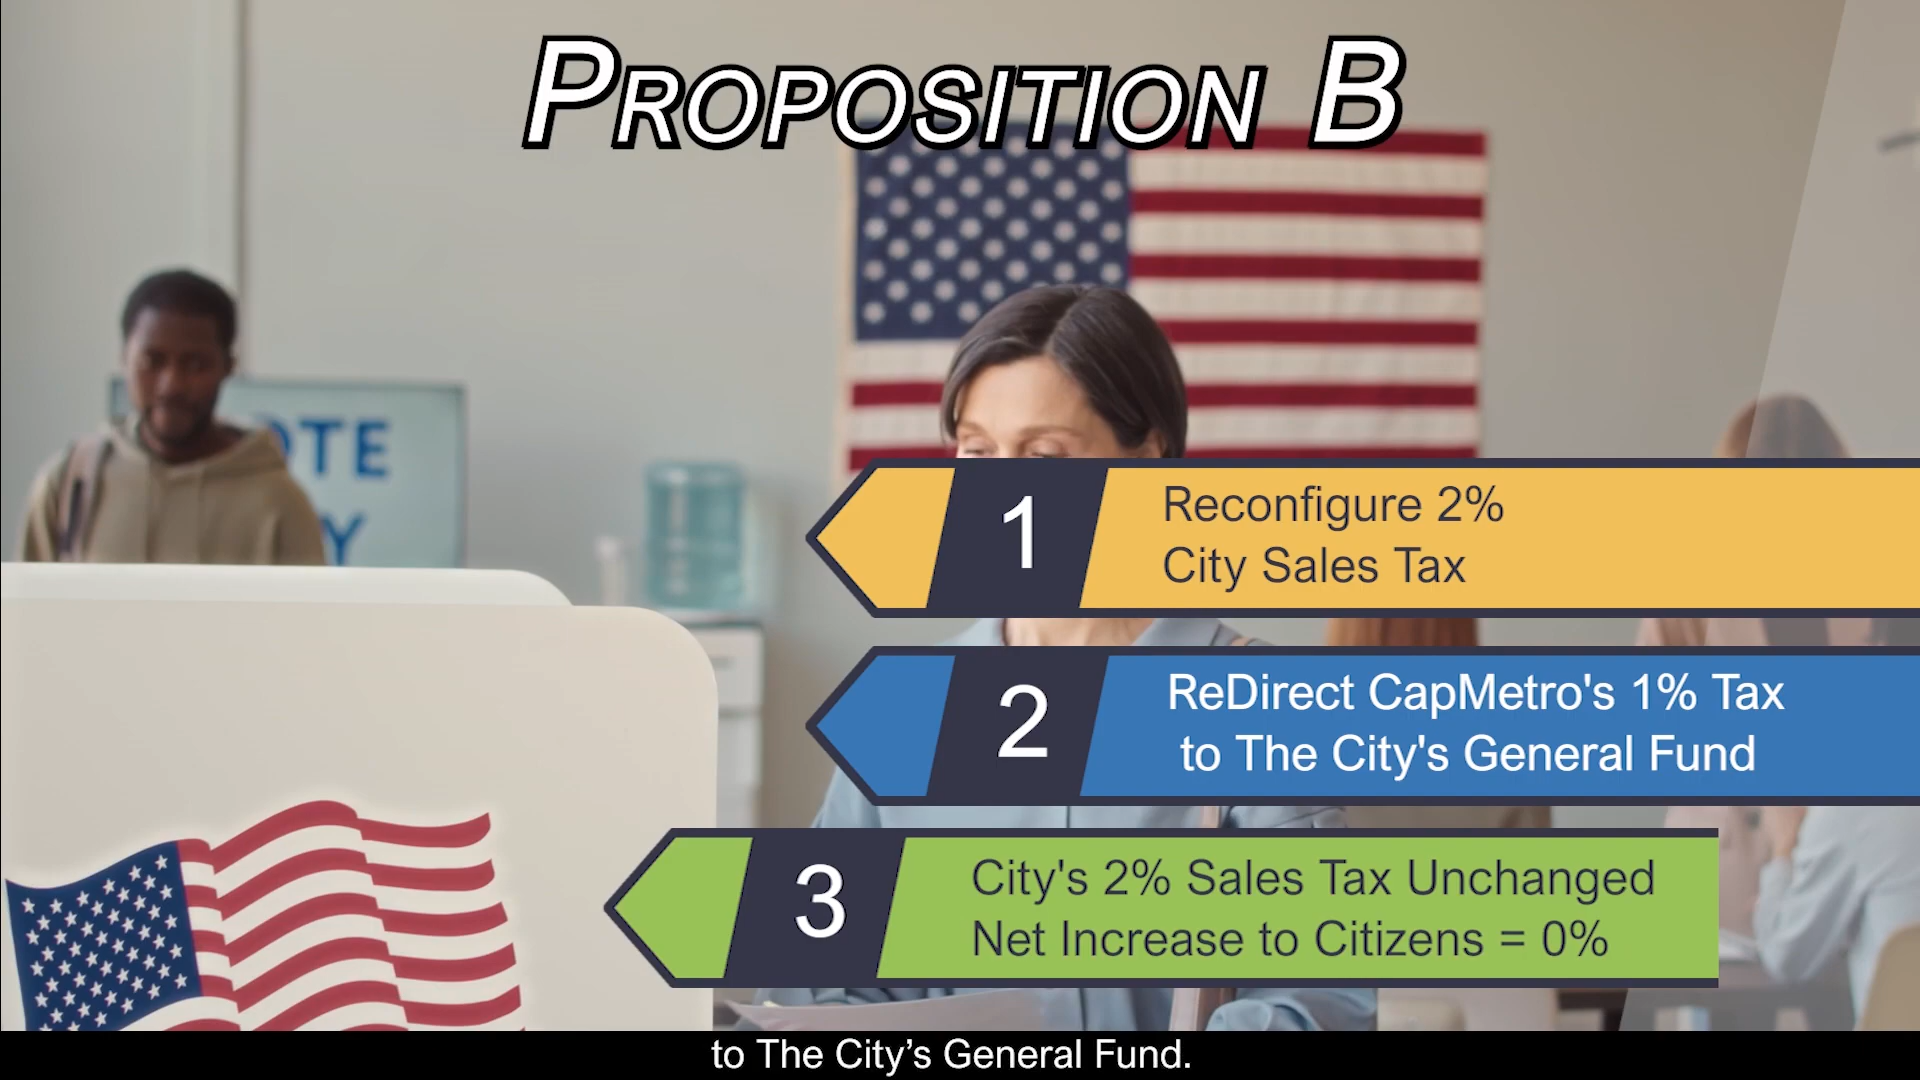 PROPOSITION B
OTE
Y
1
Reconfigure 2%
City Sales Tax
2
ReDirect CapMetro's 1% Tax
to The City's General Fund
3
City's 2% Sales Tax Unchanged
Net Increase to Citizens = 0%
to The City’s General Fund.